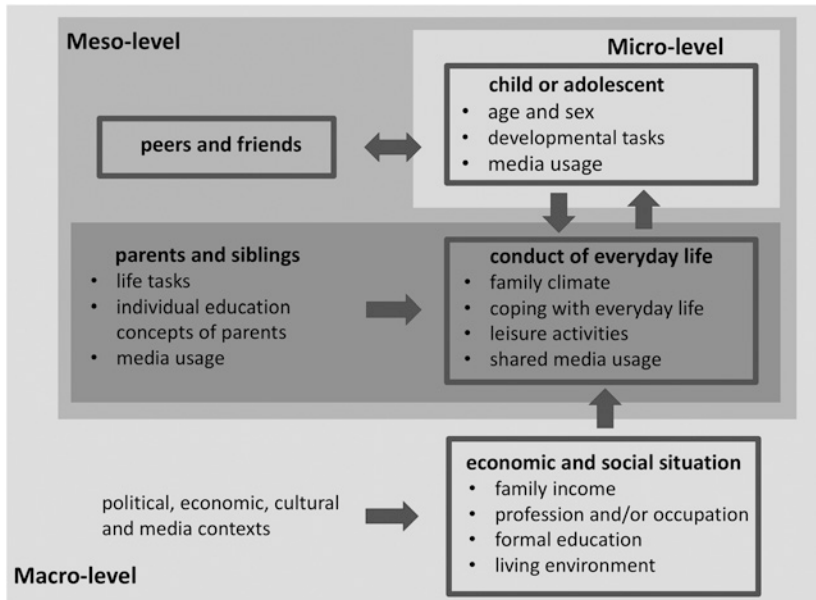 Meso-level
Micro-level
child or adolescent
• age and sex
• developmental tasks
• media usage
peers and friends
parents and siblings
• life tasks
• individual education
concepts of parents
• media usage
conduct of everyday life
• family climate
• coping with everyday life
• leisure activities
• shared media usage
economic and social situation
• family income
• profession and/or occupation
• formal education
• living environment
political, economic, cultural
and media contexts
Macro-level